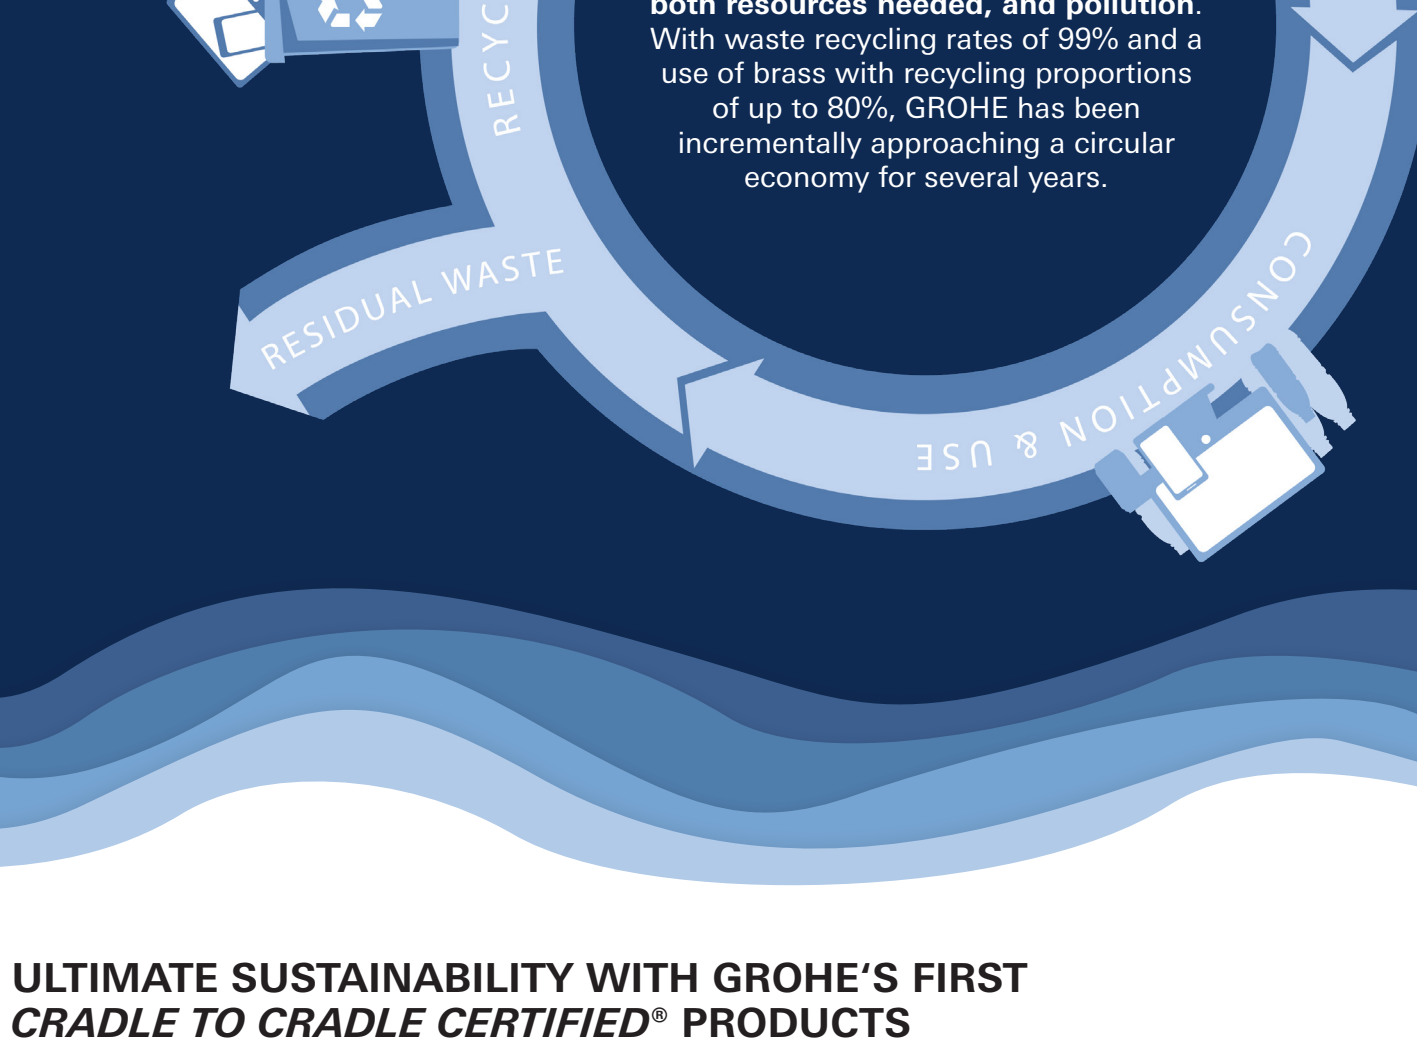 both resources needed, and pollution.
With waste recycling rates of 99% and a
use of brass with recycling proportions
of up to 80%, GROHE has been
incrementally approaching a circular
economy for several years.
RECYC
RESIDUAL WASTE
CONSUMPTION & USE
ULTIMATE SUSTAINABILITY WITH GROHE‘S FIRST
CRADLE TO CRADLE CERTIFIED® PRODUCTS